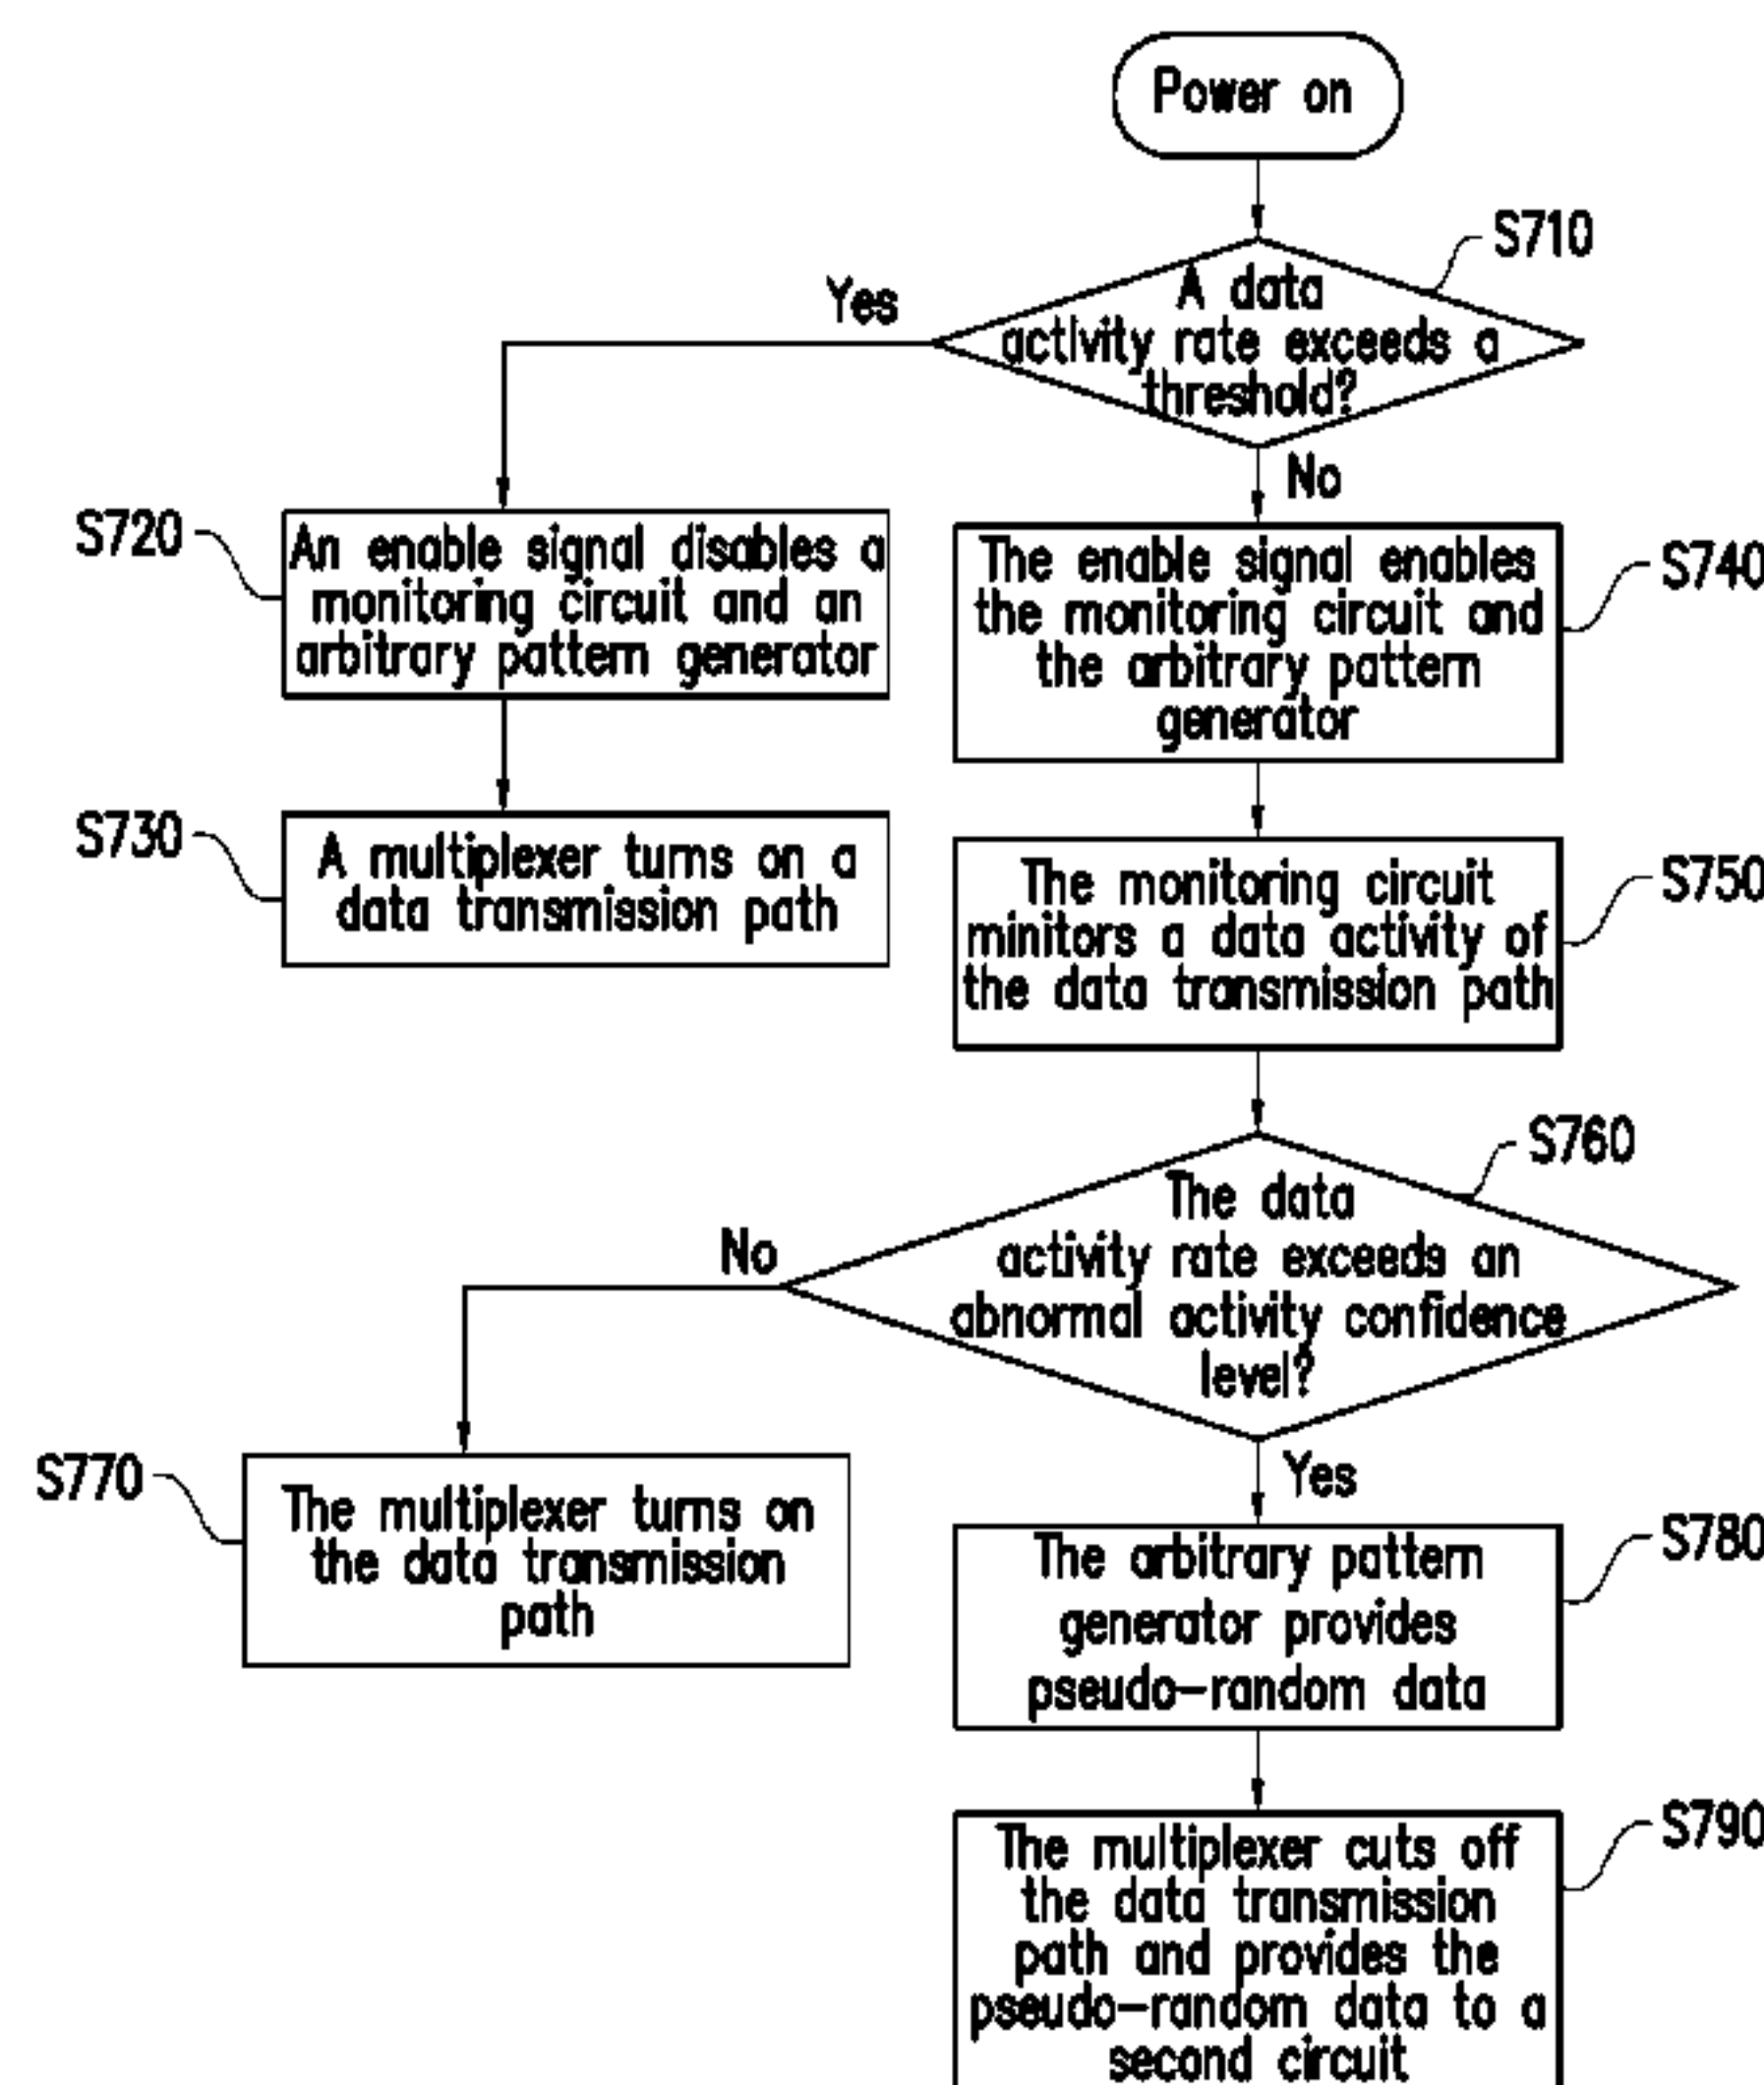 Power on
S710
A data
activity rate exceeds a
threshold?
Yes
No
S720
An enable signal disables a
monitoring circuit and an
arbitrary pattern generator
S740
The enable signal enables
the monitoring circuit and
the arbitrary pattern
generator
S730
A multiplexer turns on a
data transmission path
S750
The monitoring circuit
minitors a data activity of
the data transmission path
S760
The data
activity rate exceeds an
abnormal activity confidence
level?
No
Yes
S770
The multiplexer turns on
the data transmission
path
S780
The arbitrary pattern
generator provides
pseudo-random data
S790
The multiplexer cuts off
the data transmission
path and provides the
pseudo-random data to a
second circuit